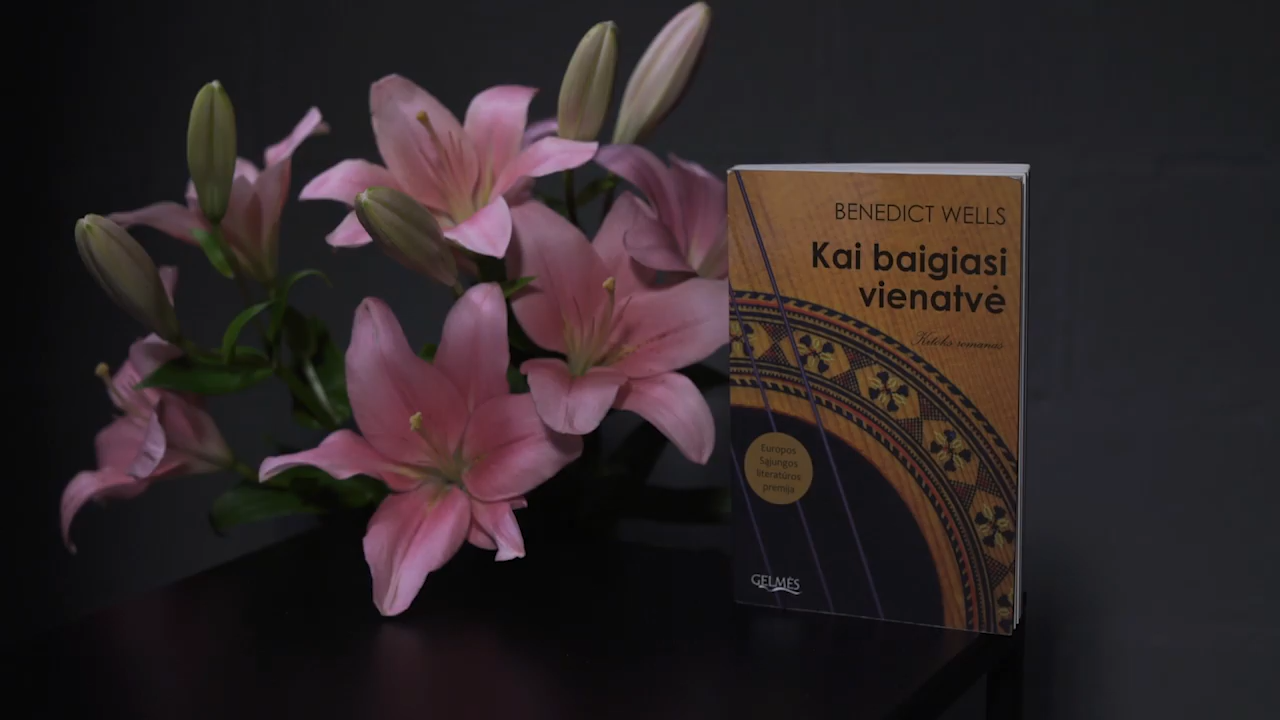 BENEDICT WELLS
Kai baigiasi
vienatvė
Kitoks romanas
Europos
Sąjungos
literatūros
premija
GELMĖS